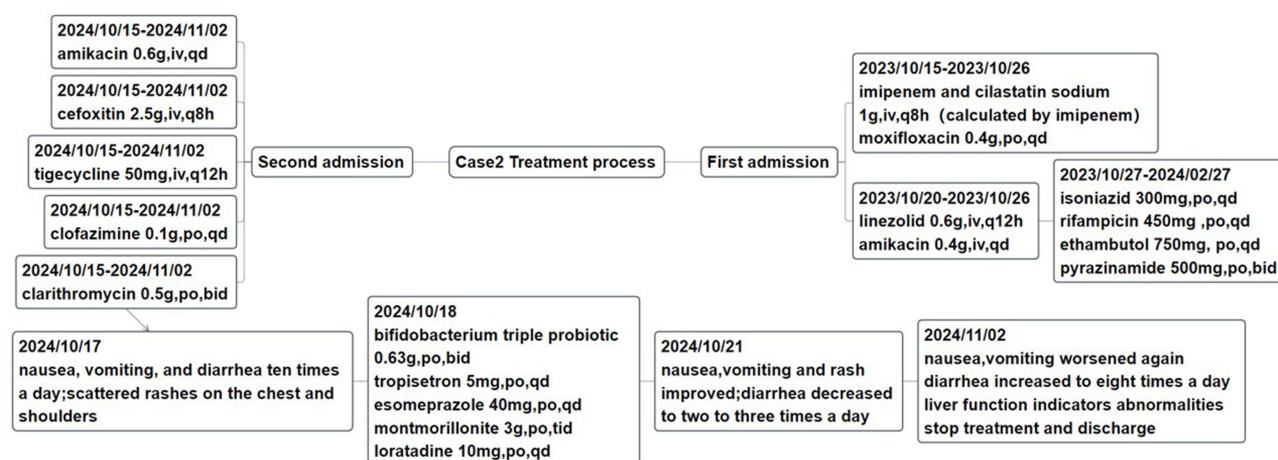 2024/10/15-2024/11/02
amikacin 0.6g,iv,qd
2024/10/15-2024/11/02
cefoxitin 2.5g,iv,q8h
2024/10/15-2024/11/02
tigecycline 50mg,iv,q12h
2024/10/15-2024/11/02
clofazimine 0.1g,po,qd
2024/10/15-2024/11/02
clarithromycin 0.5g,po,bid
Second admission
Case2 Treatment process
First admission
2023/10/15-2023/10/26
imipenem and cilastatin sodium
1g,iv,q8h（calculated by imipenem）
moxifloxacin 0.4g,po,qd
2023/10/20-2023/10/26
linezolid 0.6g,iv,q12h
amikacin 0.4g,iv,qd
2023/10/27-2024/02/27
isoniazid 300mg,po,qd
rifampicin 450mg ,po,qd
ethambutol 750mg, po,qd
pyrazinamide 500mg,po,bid
2024/10/17
nausea, vomiting, and diarrhea ten times
a day;scattered rashes on the chest and
shoulders
2024/10/18
bifidobacterium triple probiotic
0.63g,po,bid
tropisetron 5mg,po,qd
esomeprazole 40mg,po,qd
montmorillonite 3g,po,tid
loratadine 10mg,po,qd
2024/10/21
nausea,vomiting and rash
improved;diarrhea decreased
to two to three times a day
2024/11/02
nausea,vomiting worsened again
diarrhea increased to eight times a day
liver function indicators abnormalities
stop treatment and discharge